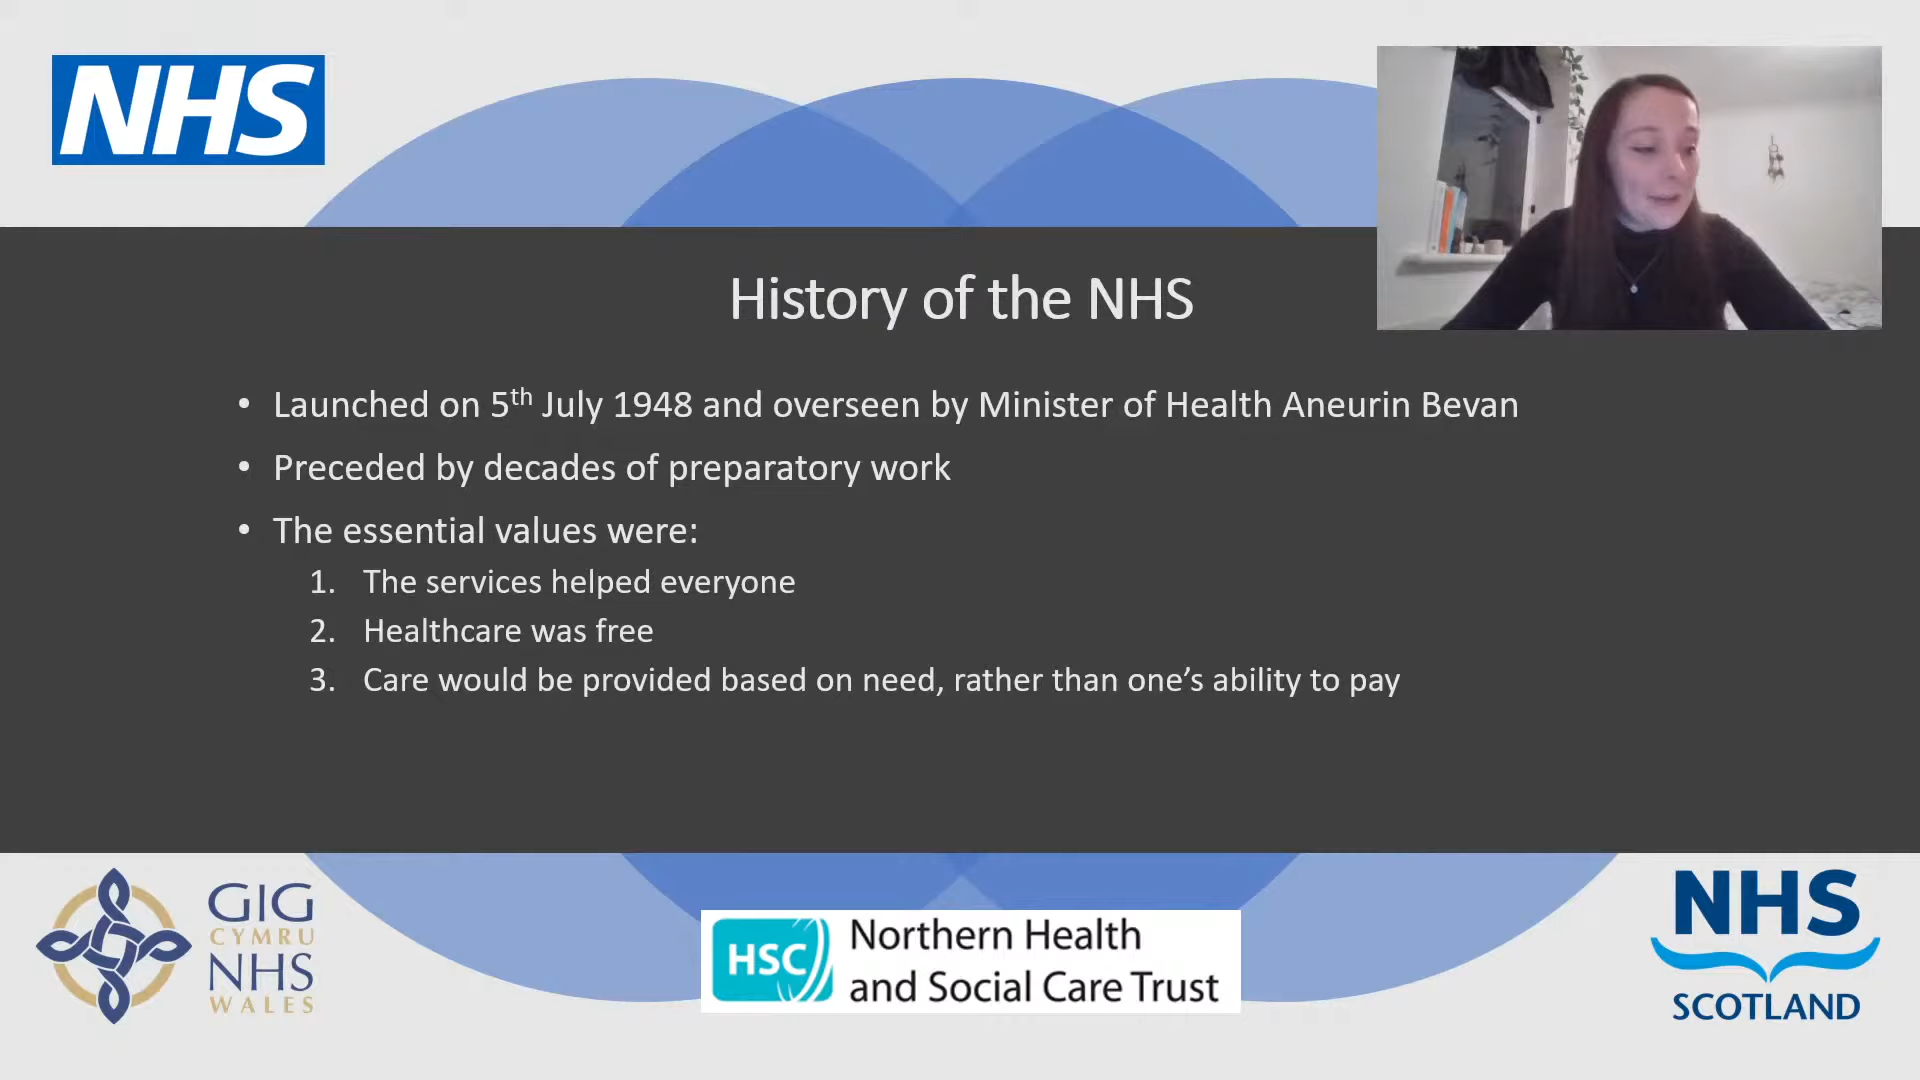 NHS
History of the NHS
• Launched on 5th July 1948 and overseen by Minister of Health Aneurin Bevan
• Preceded by decades of preparatory work
• The essential values were:
1. The services helped everyone
2. Healthcare was free
3. Care would be provided based on need, rather than one’s ability to pay
GIG
CYMRU
NHS
WALES
HSC
Northern Health
and Social Care Trust
NHS
SCOTLAND